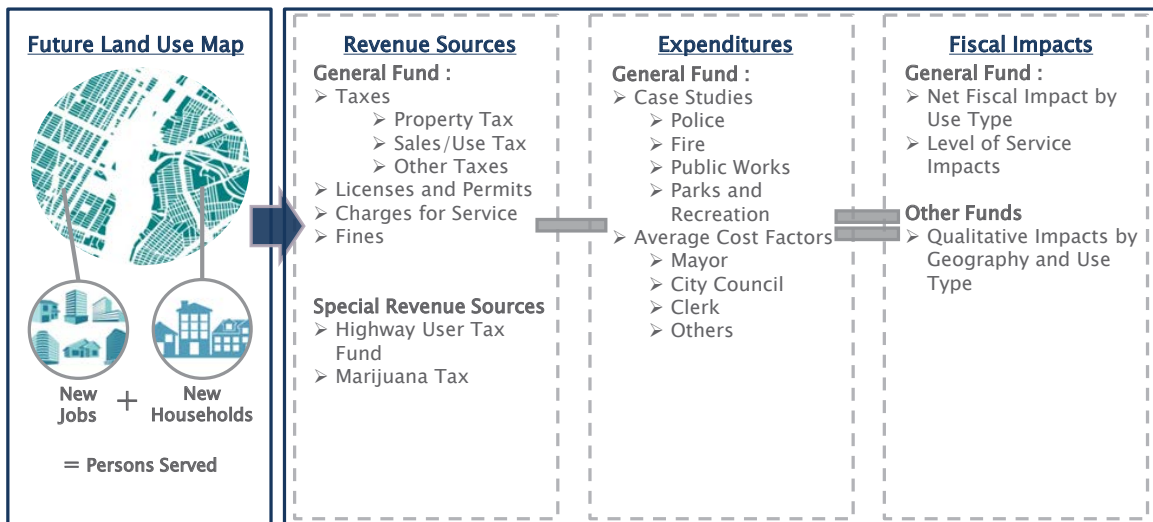 Future Land Use Map
New
Jobs
+
New
Households
= Persons Served
Revenue Sources
General Fund :
➢ Taxes
➢ Property Tax
➢ Sales/Use Tax
➢ Other Taxes
➢ Licenses and Permits
➢ Charges for Service
➢ Fines
Special Revenue Sources
➢ Highway User Tax
Fund
➢ Marijuana Tax
Expenditures
General Fund :
➢ Case Studies
➢ Police
➢ Fire
➢ Public Works
➢ Parks and
Recreation
➢ Average Cost Factors
➢ Mayor
➢ City Council
➢ Clerk
➢ Others
Fiscal Impacts
General Fund :
➢ Net Fiscal Impact by
Use Type
➢ Level of Service
Impacts
Other Funds
➢ Qualitative Impacts by
Geography and Use
Type